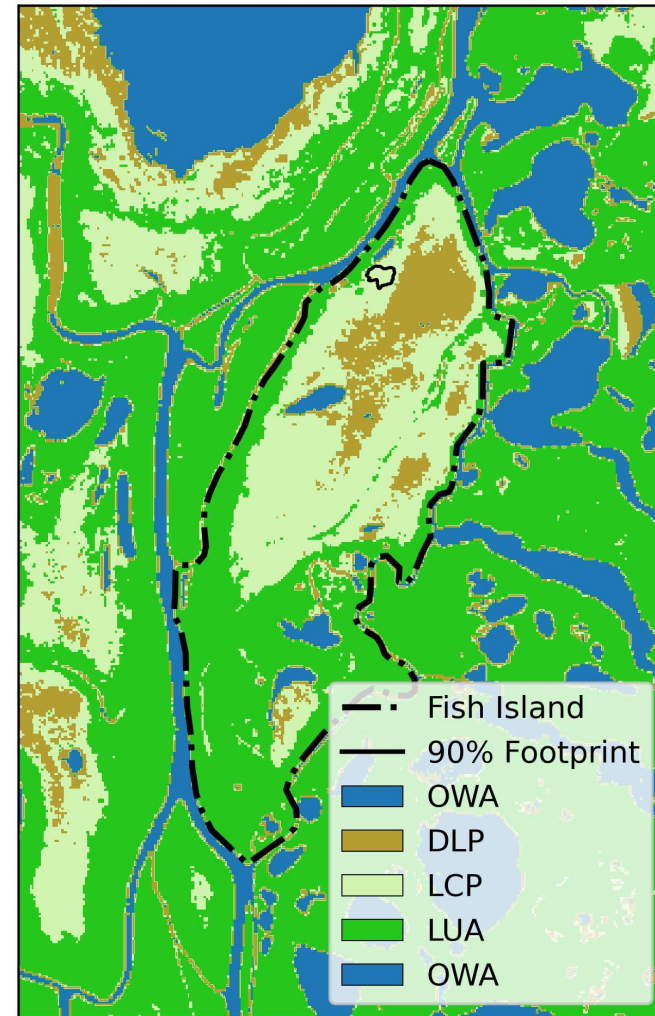 Fish Island
90% Footprint
OWA
DLP
LCP
LUA
OWA